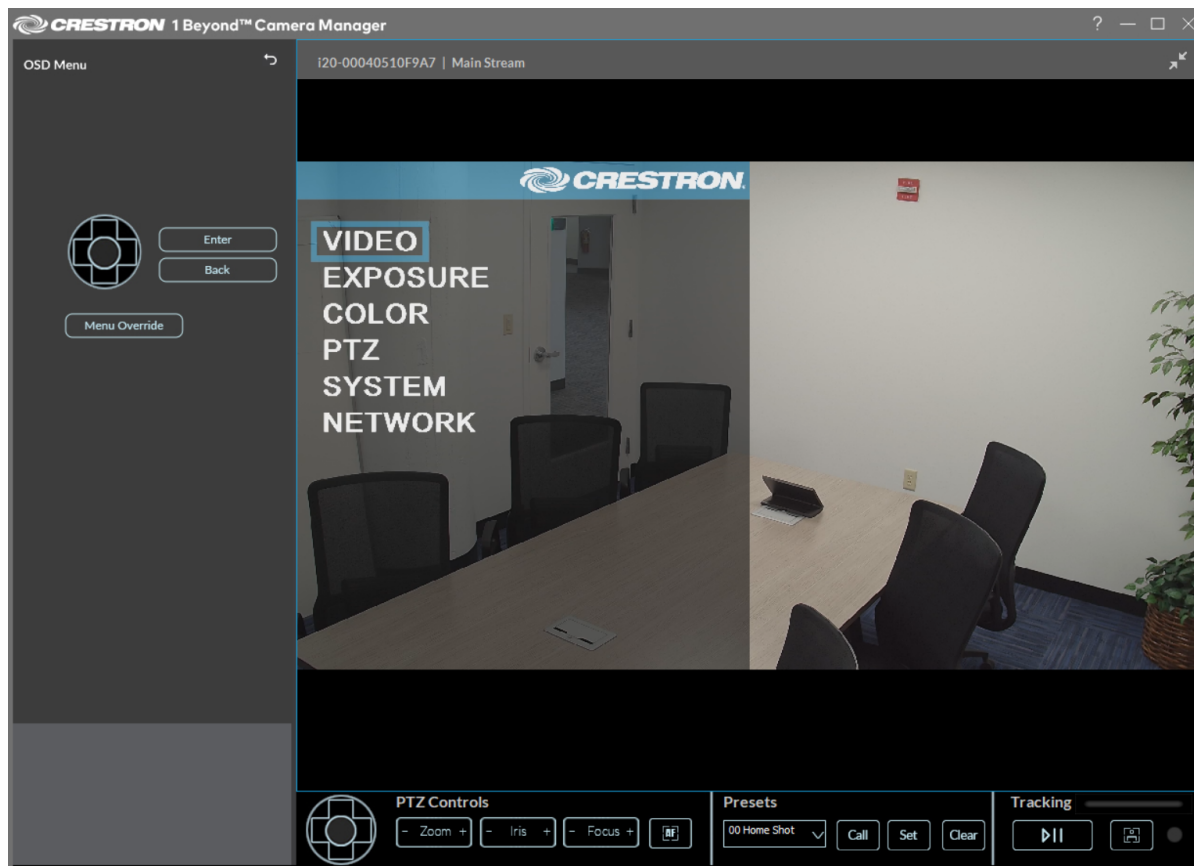 CRESTRON 1 Beyond™ Camera Manager
?
OSD Menu
i20-00040510F9A7 | Main Stream
CRESTRON
VIDEO
EXPOSURE
COLOR
PTZ
SYSTEM
NETWORK
Enter
Back
Menu Override
PTZ Controls
- Zoom +
- Iris +
- Focus +
AF
Presets
00 Home Shot
Call
Set
Clear
Tracking